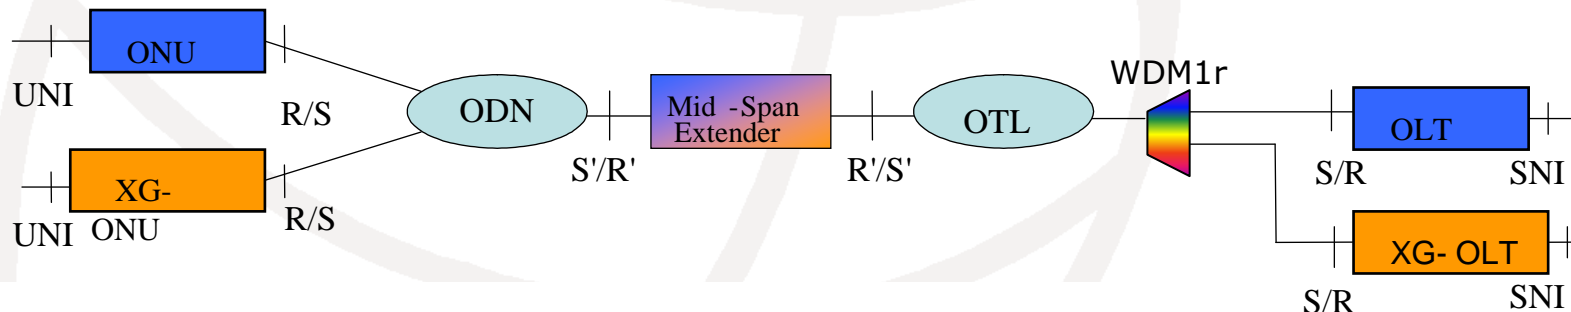 ONU
UNI
R/S
XG-
ONU
UNI
R/S
ODN
S'/R'
Mid -Span
Extender
R'/S'
OTL
WDM1r
OLT
S/R
SNI
XG- OLT
S/R
SNI